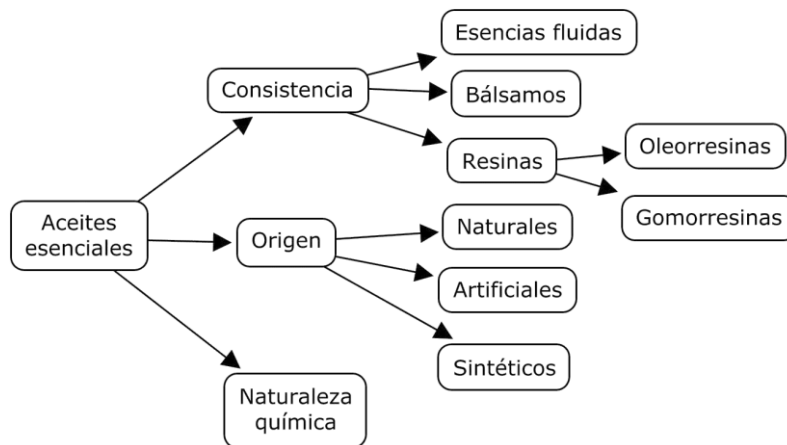 Esencias fluidas
Consistencia
Bálsamos
Resinas
Oleorresinas
Gomorresinas
Aceites
esenciales
Origen
Naturales
Artificiales
Sintéticos
Naturaleza
química